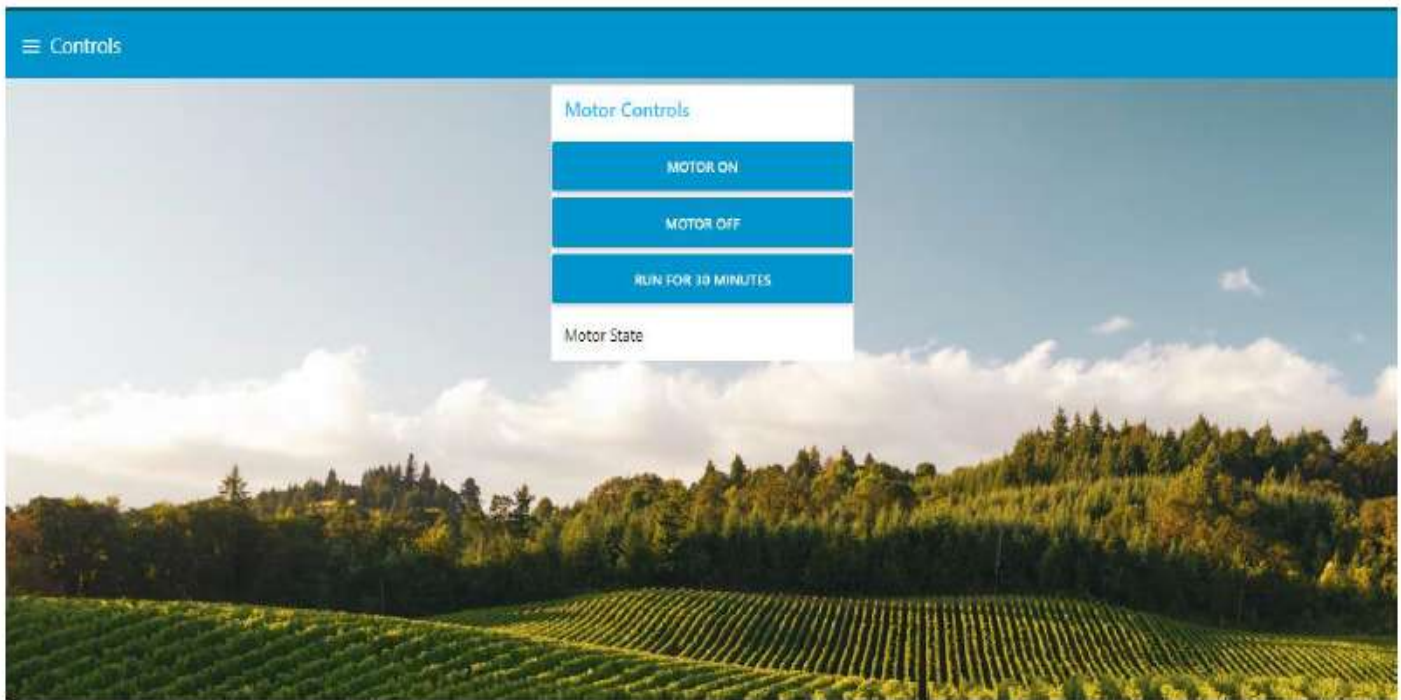 Controls
Motor Controls
MOTOR ON
MOTOR OFF
RUN FOR 30 MINUTES
Motor State